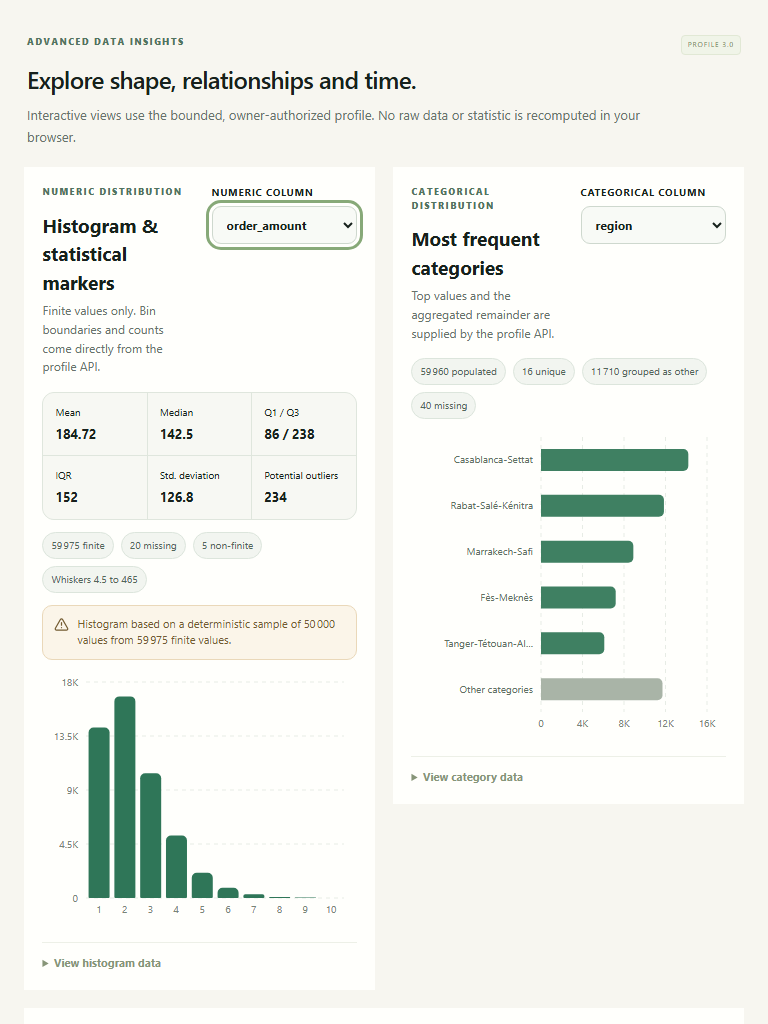 ADVANCED DATA INSIGHTS
PROFILE 3.0
Explore shape, relationships and time.
Interactive views use the bounded, owner-authorized profile. No raw data or statistic is recomputed in your
browser.
NUMERIC DISTRIBUTION
Histogram &
statistical
markers
Finite values only. Bin
boundaries and counts
come directly from the
profile API.
NUMERIC COLUMN
order_amount
Mean
184.72
Median
142.5
Q1 / Q3
86 / 238
IQR
152
Std. deviation
126.8
Potential outliers
234
59 975 finite
20 missing
5 non-finite
Whiskers 4.5 to 465
Histogram based on a deterministic sample of 50 000
values from 59 975 finite values.
18K
13.5K
9K
4.5K
0
1 2 3 4 5 6 7 8 9 10
View histogram data
CATEGORICAL
DISTRIBUTION
Most frequent
categories
Top values and the
aggregated remainder are
supplied by the profile API.
CATEGORICAL COLUMN
region
59 960 populated
16 unique
11 710 grouped as other
40 missing
Casablanca-Settat
Rabat-Salé-Kénitra
Marrakech-Safi
Fès-Meknès
Tanger-Tétouan-Al...
Other categories
0 4K 8K 12K 16K
View category data